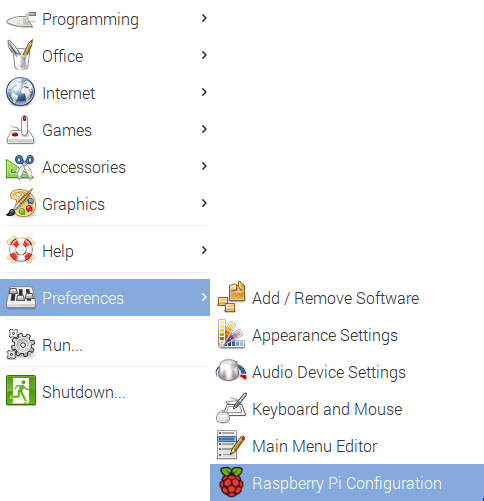 Programming
Office
Internet
Games
Accessories
Graphics
Help
Preferences
Add / Remove Software
Appearance Settings
Audio Device Settings
Keyboard and Mouse
Main Menu Editor
Raspberry Pi Configuration
Run...
Shutdown...